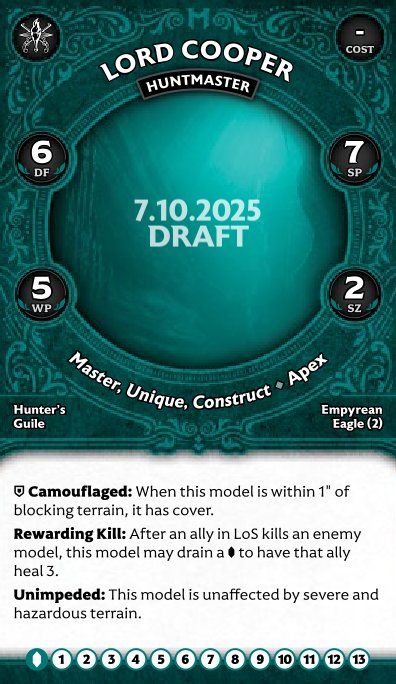 -
COST
LORD COOPER
HUNTMASTER
6
DF
7
SP
7.10.2025
DRAFT
5
WP
2
SZ
Master, Unique, Construct ◆ Apex
Hunter's
Guile
Empyrean
Eagle (2)
Camouflaged: When this model is within 1" of
blocking terrain, it has cover.
Rewarding Kill: After an ally in LoS kills an enemy
model, this model may drain a to have that ally
heal 3.
Unimpeded: This model is unaffected by severe and
hazardous terrain.
1 2 3 4 5 6 7 8 9 10 11 12 13